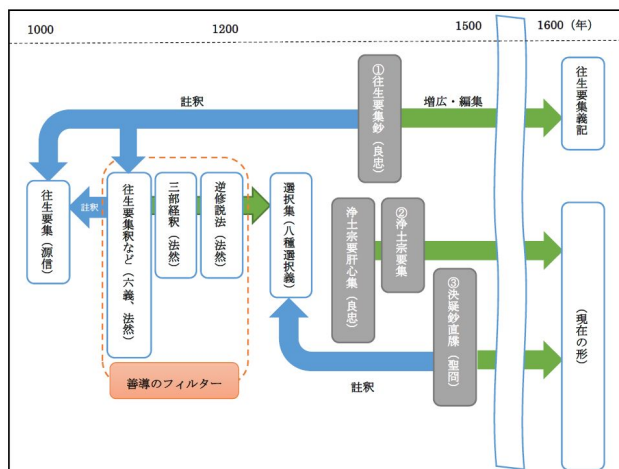 1000
1200
1500
1600（年）
註釈
増広・編集
①往生要集鈔（良忠）
往生要集義記
往生要集（源信）
註釈
往生要集釈など（六義、法然）
三部経釈（法然）
逆修説法（法然）
選択集（八種選択義）
浄土宗要肝心集（良忠）
②浄土宗要集
③決疑鈔直牒（聖冏）
（現在の形）
註釈
善導のフィルター